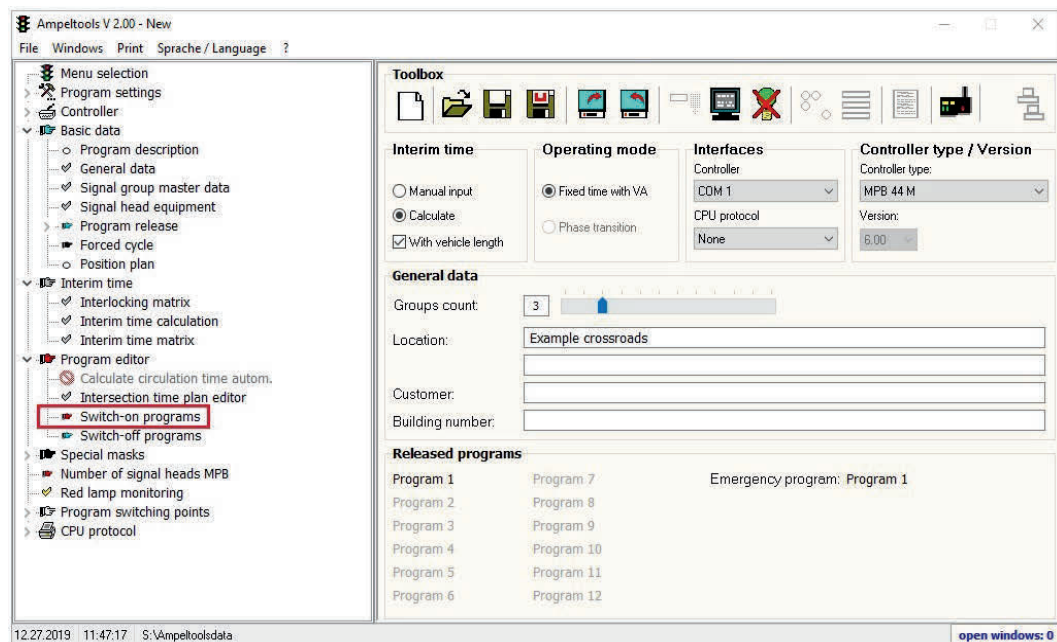 Ampeltools V 2.00 - New
File Windows Print Sprache / Language ?
Menu selection
Program settings
Controller
Basic data
Program description
General data
Signal group master data
Signal head equipment
Program release
Forced cycle
Position plan
Interim time
Interlocking matrix
Interim time calculation
Interim time matrix
Program editor
Calculate circulation time autom.
Intersection time plan editor
Switch-on programs
Switch-off programs
Special masks
Number of signal heads MPB
Red lamp monitoring
Program switching points
CPU protocol
Toolbox
Interim time
Manual input
Calculate
With vehicle length
Operating mode
Fixed time with VA
Phase transition
Interfaces
Controller
COM 1
CPU protocol
None
Controller type / Version
Controller type:
MPB 44 M
Version:
6.00
General data
Groups count: 3
Location: Example crossroads
Customer:
Building number:
Released programs
Program 1 Program 7 Emergency program: Program 1
Program 2 Program 8
Program 3 Program 9
Program 4 Program 10
Program 5 Program 11
Program 6 Program 12
12.27.2019 11:47:17 S:\Ampeltoolsdata open windows: 0